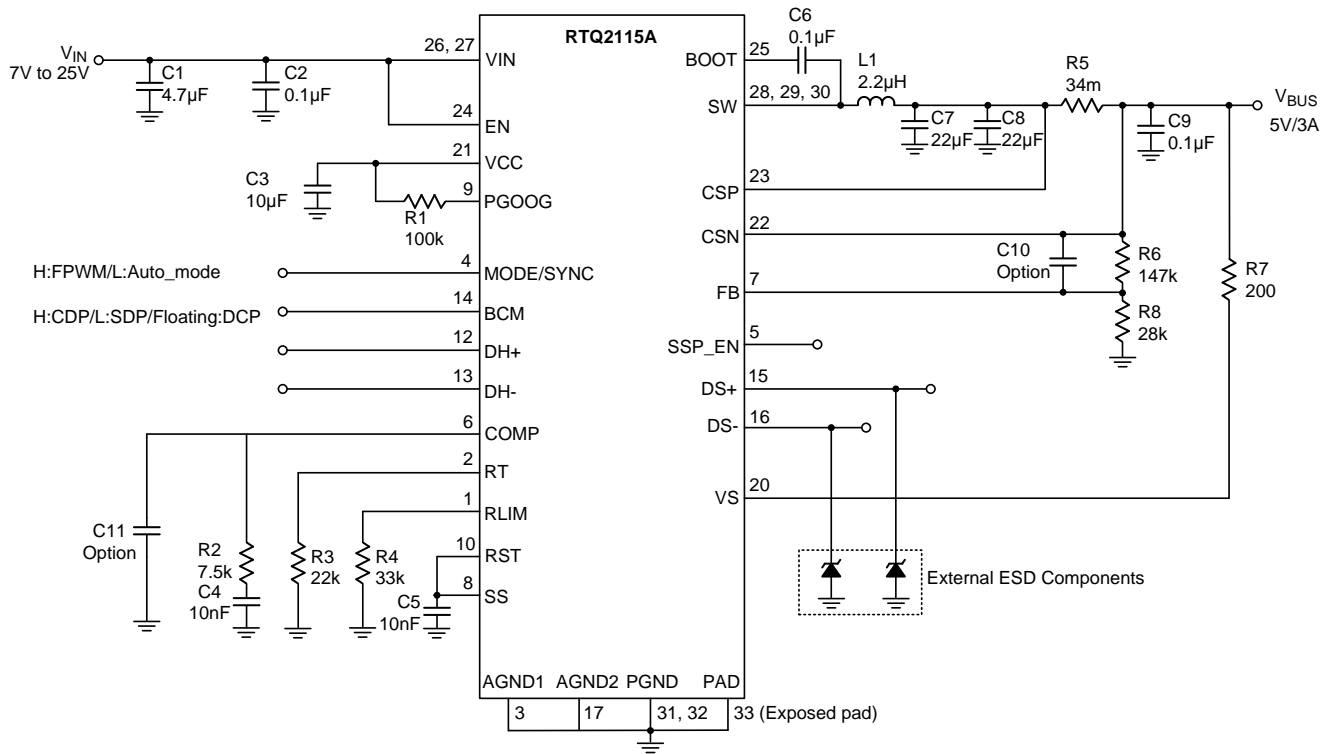 RTQ2115A
VIN
7V to 25V
C1
4.7µF
C2
0.1µF
26, 27
VIN
24
EN
21
VCC
C3
10µF
9
PGOOG
R1
100k
H:FPWM/L:Auto_mode
4
MODE/SYNC
H:CDP/L:SDP/Floating:DCP
14
BCM
12
DH+
13
DH-
6
COMP
2
RT
1
RLIM
10
RST
8
SS
C11
Option
R2
7.5k
C4
10nF
R3
22k
R4
33k
C5
10nF
BOOT
25
C6
0.1µF
SW
28, 29, 30
L1
2.2µH
R5
34m
C7
22µF
C8
22µF
C9
0.1µF
VBUS
5V/3A
CSP
23
CSN
22
C10
Option
R6
147k
R7
200
FB
7
R8
28k
SSP_EN
5
DS+
15
DS-
16
VS
20
External ESD Components
AGND1 AGND2 PGND PAD
3 17 31, 32 33 (Exposed pad)